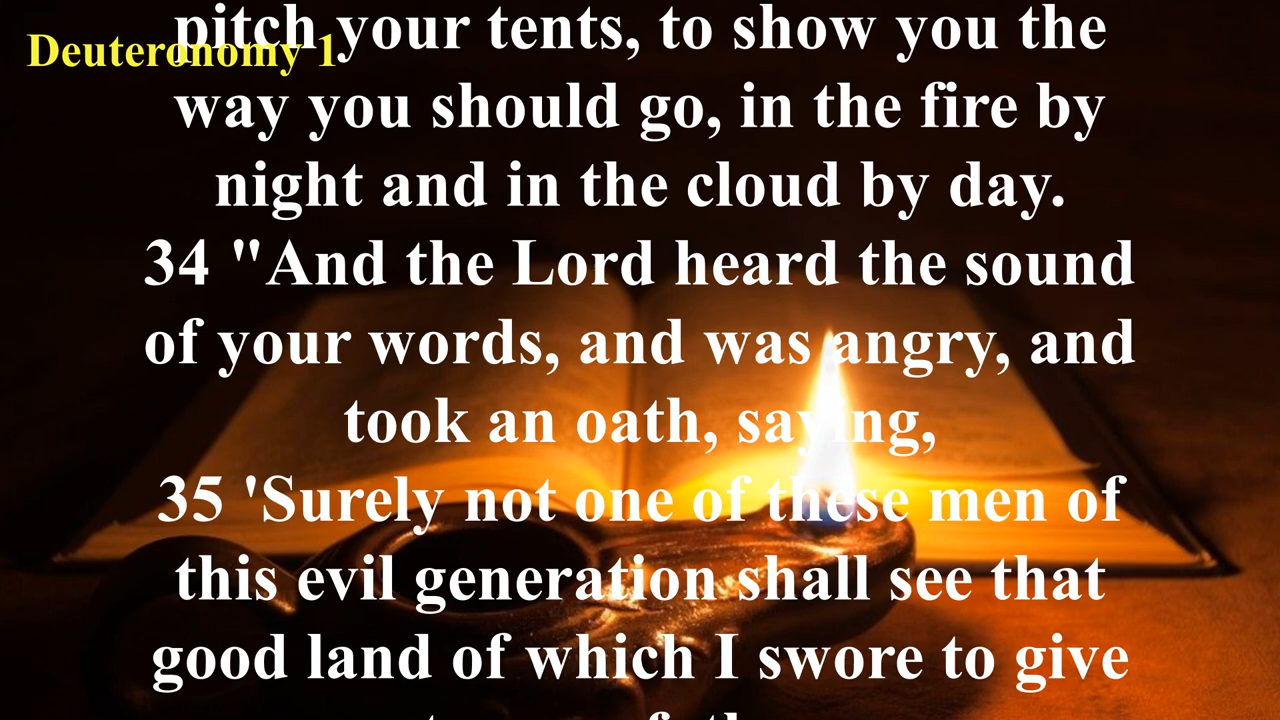 Deuteronomy 1
pitch your tents, to show you the
way you should go, in the fire by
night and in the cloud by day.
34 "And the Lord heard the sound
of your words, and was angry, and
took an oath, saying,
35 'Surely not one of these men of
this evil generation shall see that
good land of which I swore to give